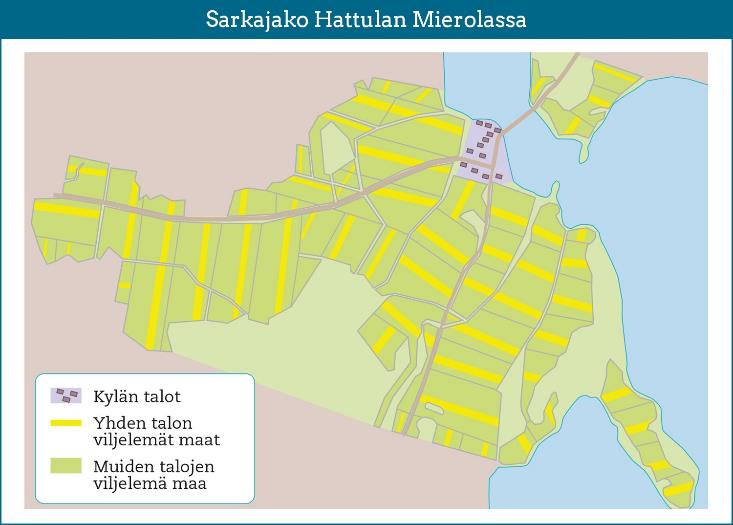 Sarkajako Hattulan Mierolassa
Kylän talot
Yhden talon
viljelemät maat
Muiden talojen
viljelemä maa